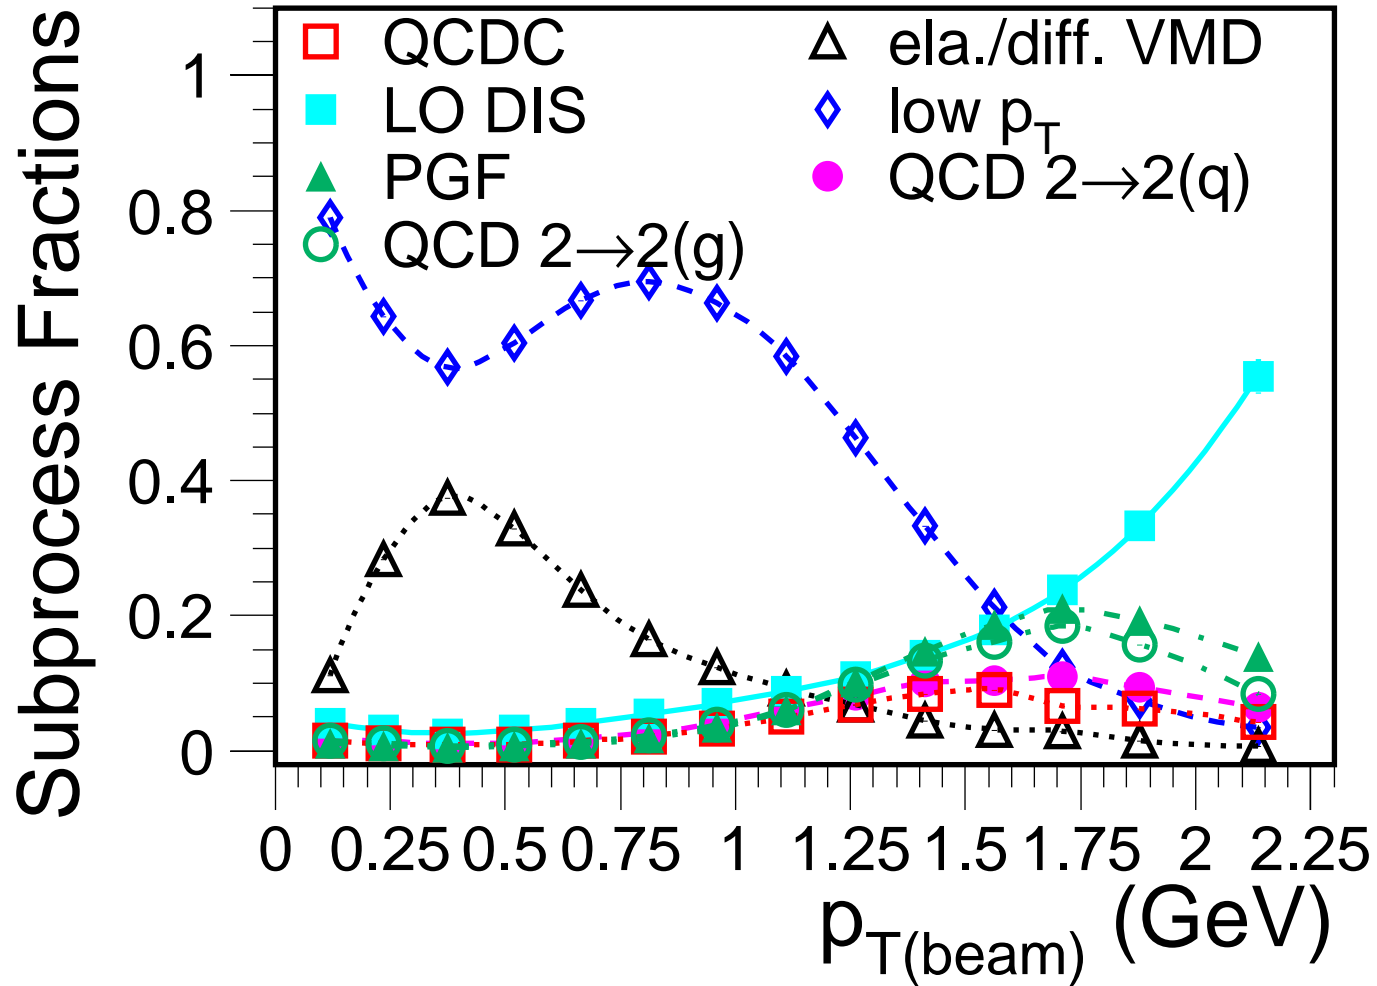 Subprocess Fractions
QCDC
LO DIS
PGF
QCD 2→2(g)
ela./diff. VMD
low pT
QCD 2→2(q)
1
0.8
0.6
0.4
0.2
0
0 0.25 0.5 0.75 1 1.25 1.5 1.75 2 2.25
pT(beam) (GeV)